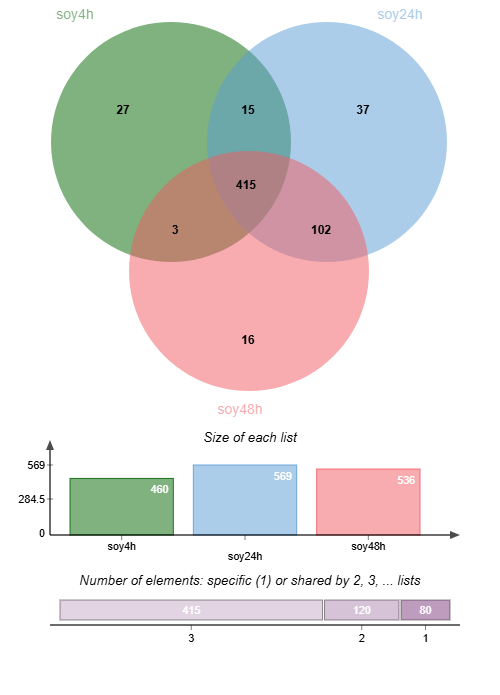 soy4h
soy24h
27
15
37
415
3
102
16
soy48h
Size of each list
569
284.5
0
460
569
536
soy4h
soy24h
soy48h
Number of elements: specific (1) or shared by 2, 3, ... lists
415
120
80
3
2
1